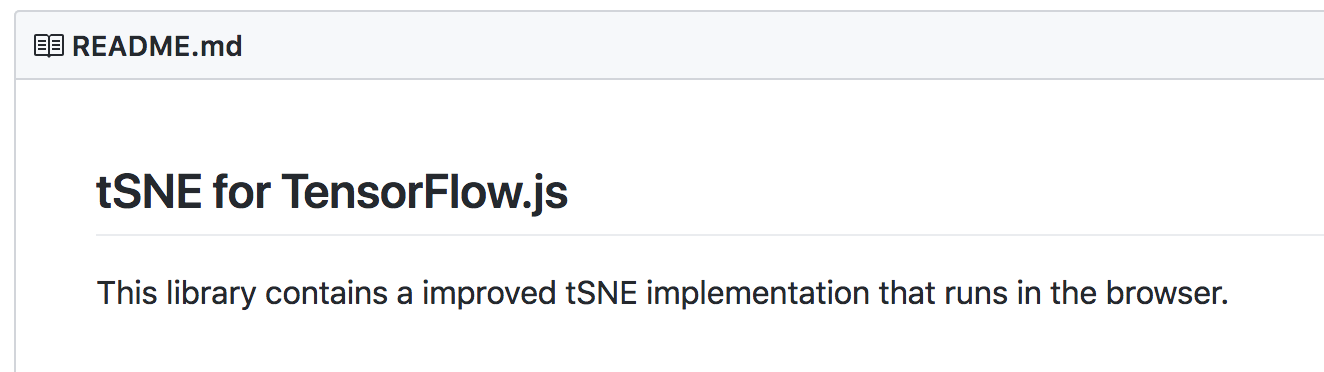 README.md
tSNE for TensorFlow.js
This library contains a improved tSNE implementation that runs in the browser.